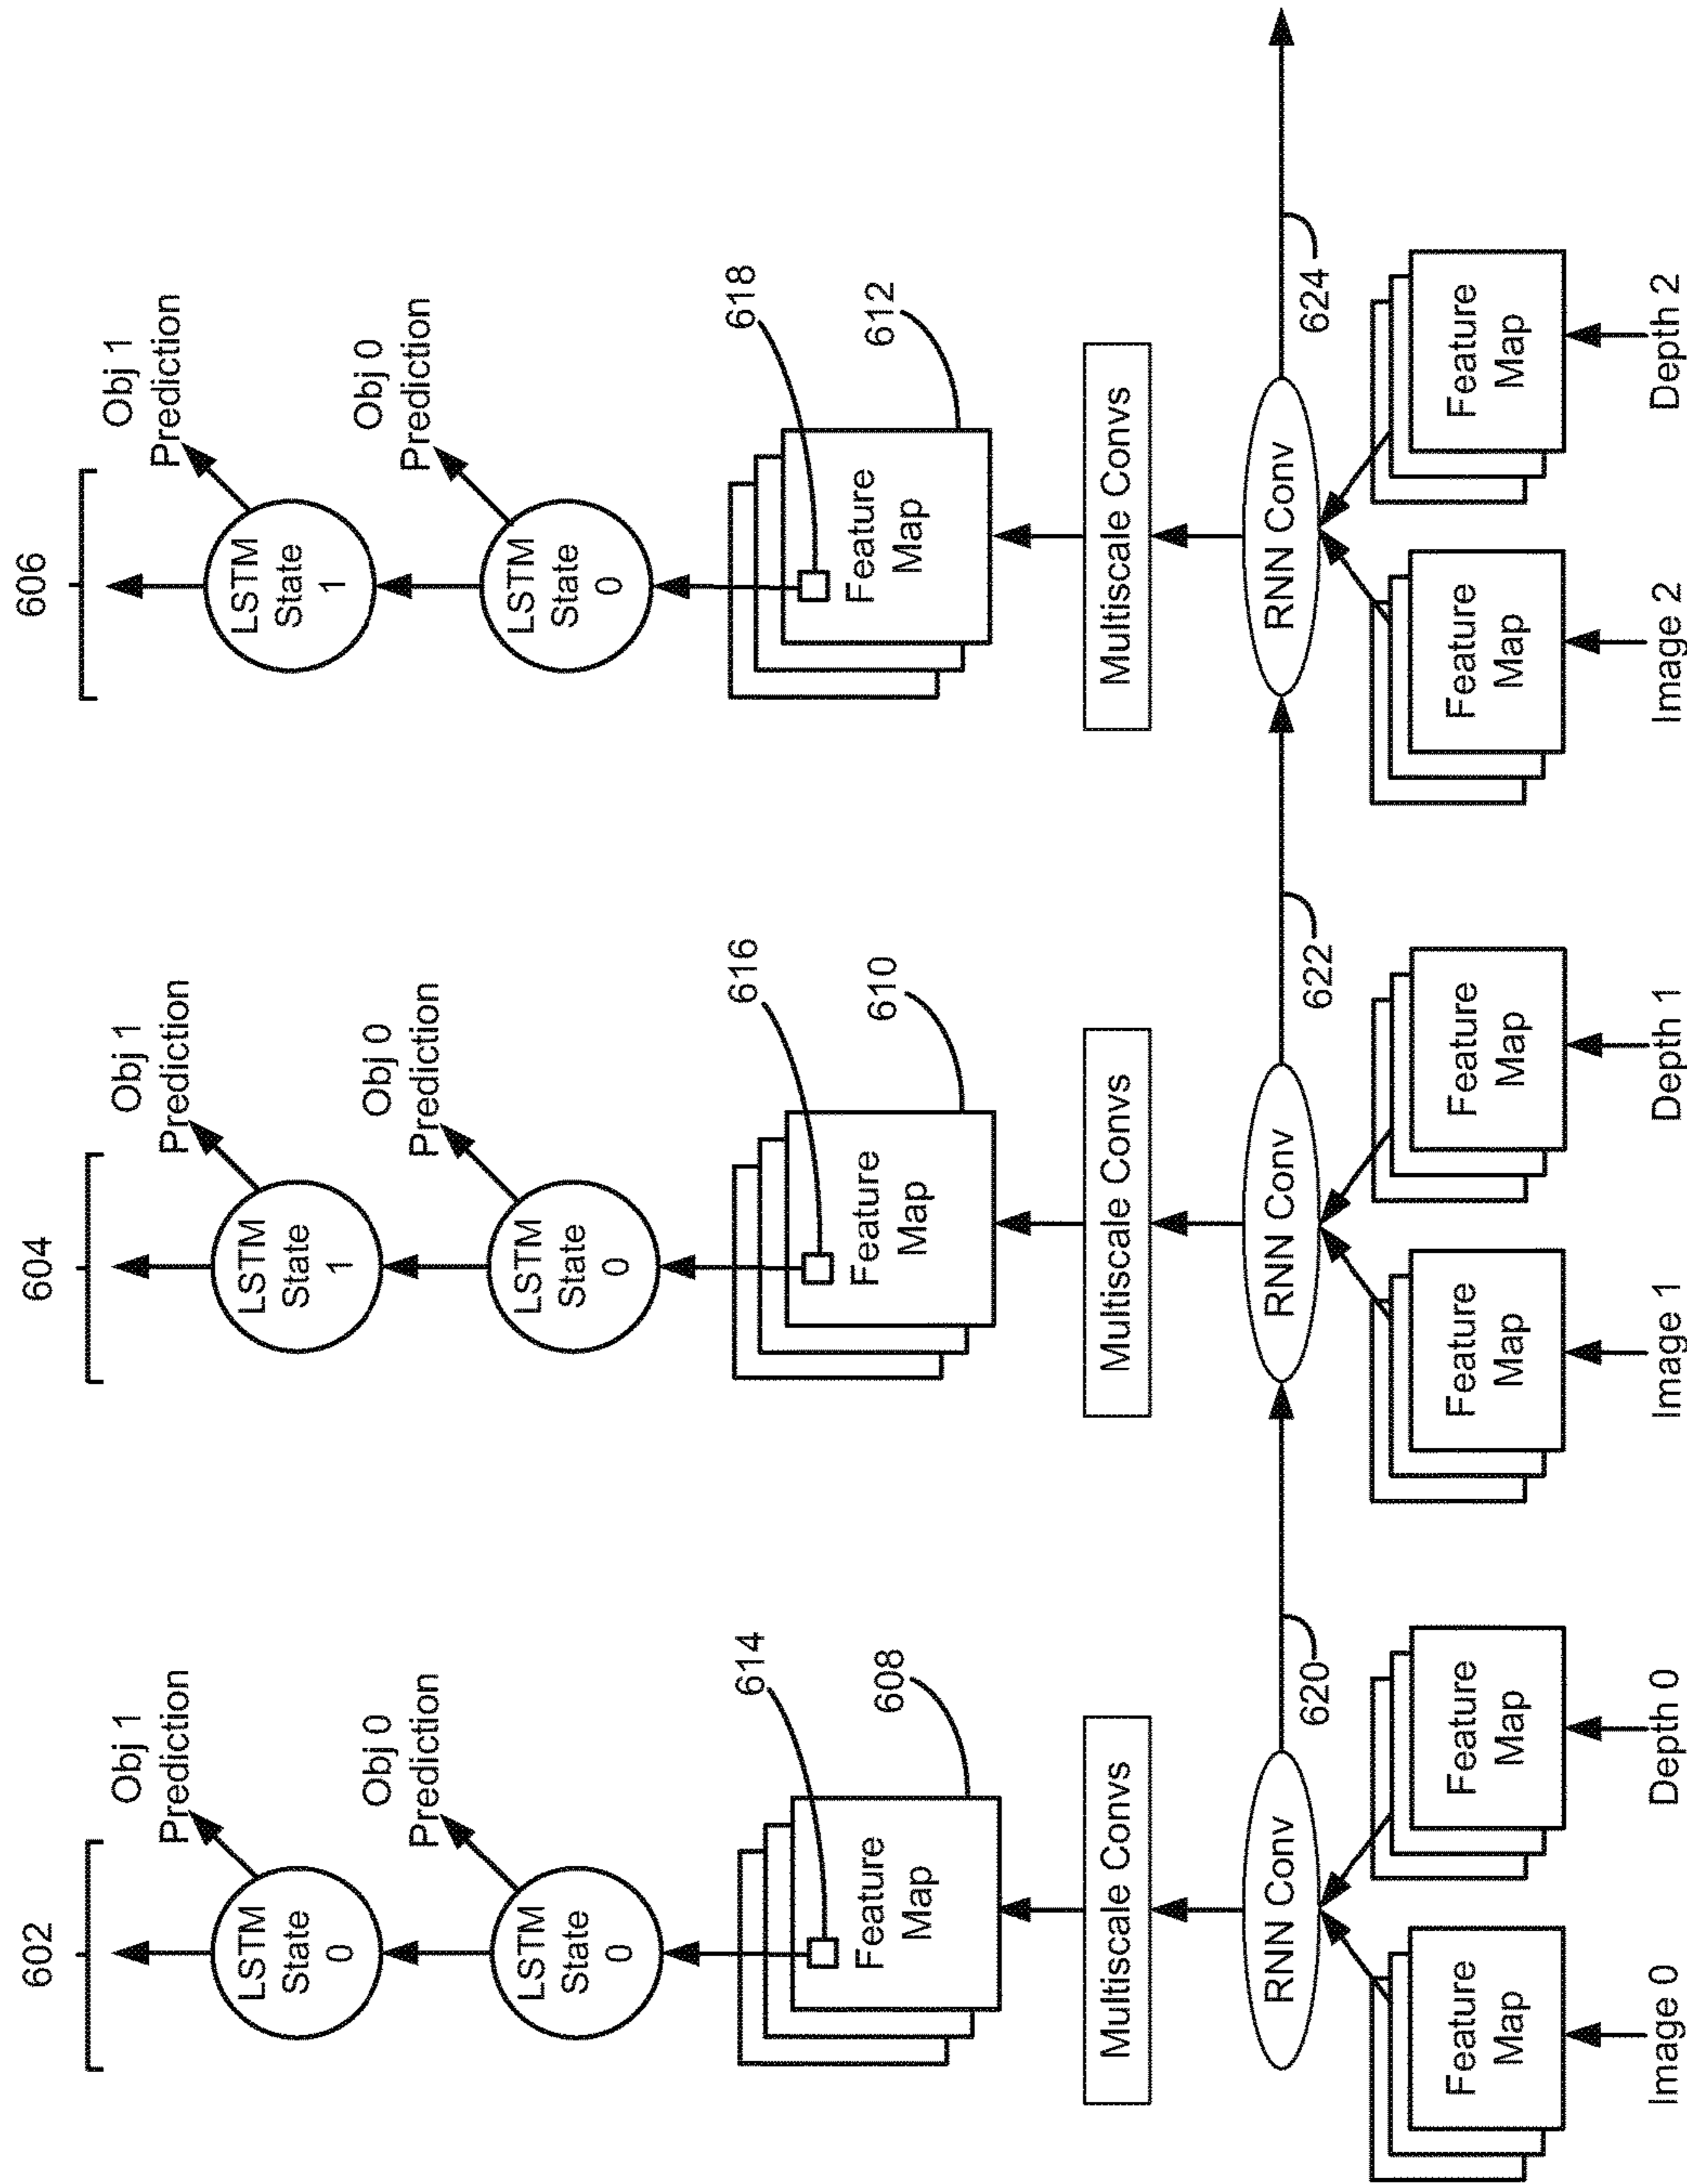 602
604
606
Obj 1
Prediction
Obj 1
Prediction
Obj 1
Prediction
LSTM
State
0
LSTM
State
1
LSTM
State
1
Obj 0
Prediction
Obj 0
Prediction
Obj 0
Prediction
LSTM
State
0
LSTM
State
0
LSTM
State
0
614
616
618
608
610
612
Feature
Map
Feature
Map
Feature
Map
Multiscale Convs
Multiscale Convs
Multiscale Convs
RNN Conv
RNN Conv
RNN Conv
620
622
624
Feature
Map
Feature
Map
Feature
Map
Feature
Map
Feature
Map
Feature
Map
Image 0
Depth 0
Image 1
Depth 1
Image 2
Depth 2